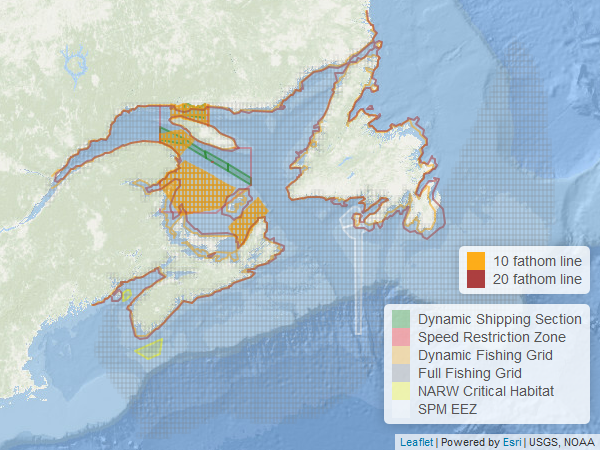 10 fathom line
20 fathom line
Dynamic Shipping Section
Speed Restriction Zone
Dynamic Fishing Grid
Full Fishing Grid
NARW Critical Habitat
SPM EEZ
Leaflet | Powered by Esri | USGS, NOAA